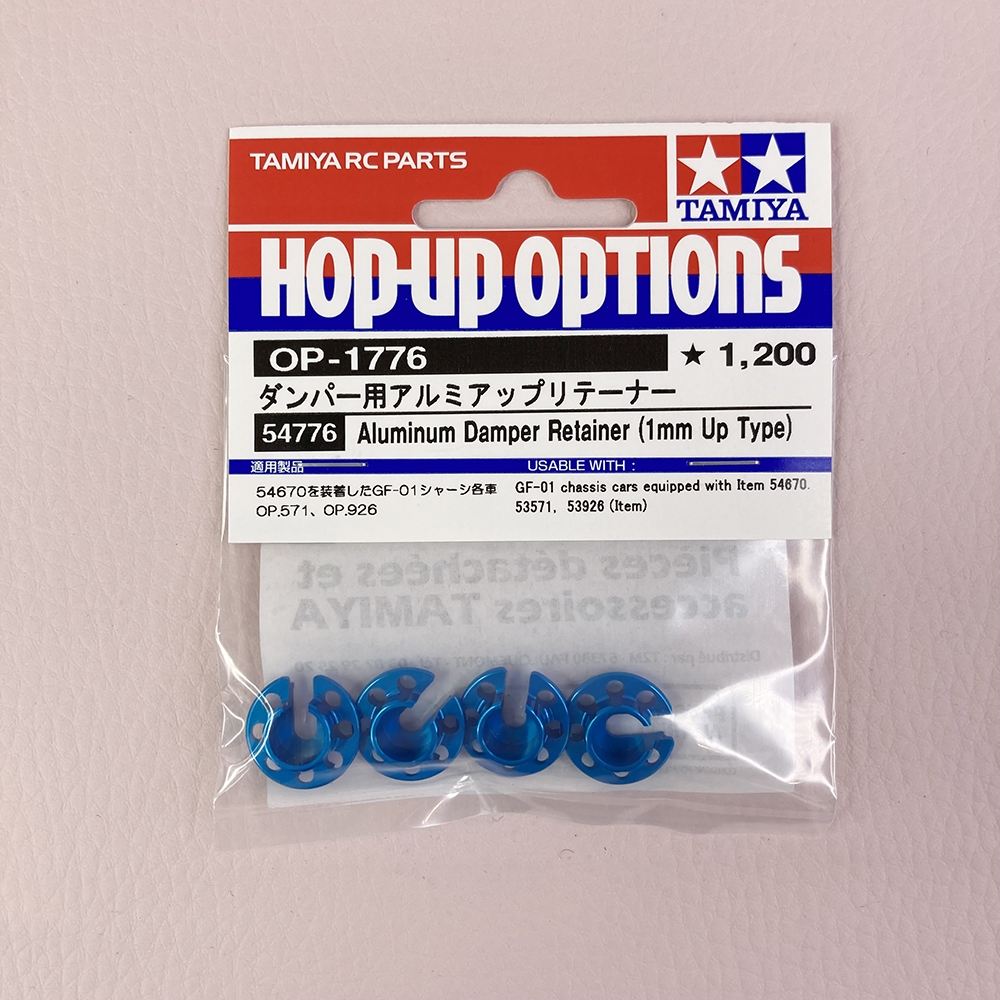 TAMIYA RC PARTS
TAMIYA
HOP-UP OPTIONS
OP-1776
★ 1,200
ダンパー用アルミアップリテーナー
54776 Aluminum Damper Retainer (1mm Up Type)
適用製品 USABLE WITH :
54670を装着したGF-01シャーシ各車
OP.571、OP.926
GF-01 chassis cars equipped with Item 54670.
53571, 53926 (Item)
Pièces détachées et
accessoires TAMIYA
Distribué par : T2M